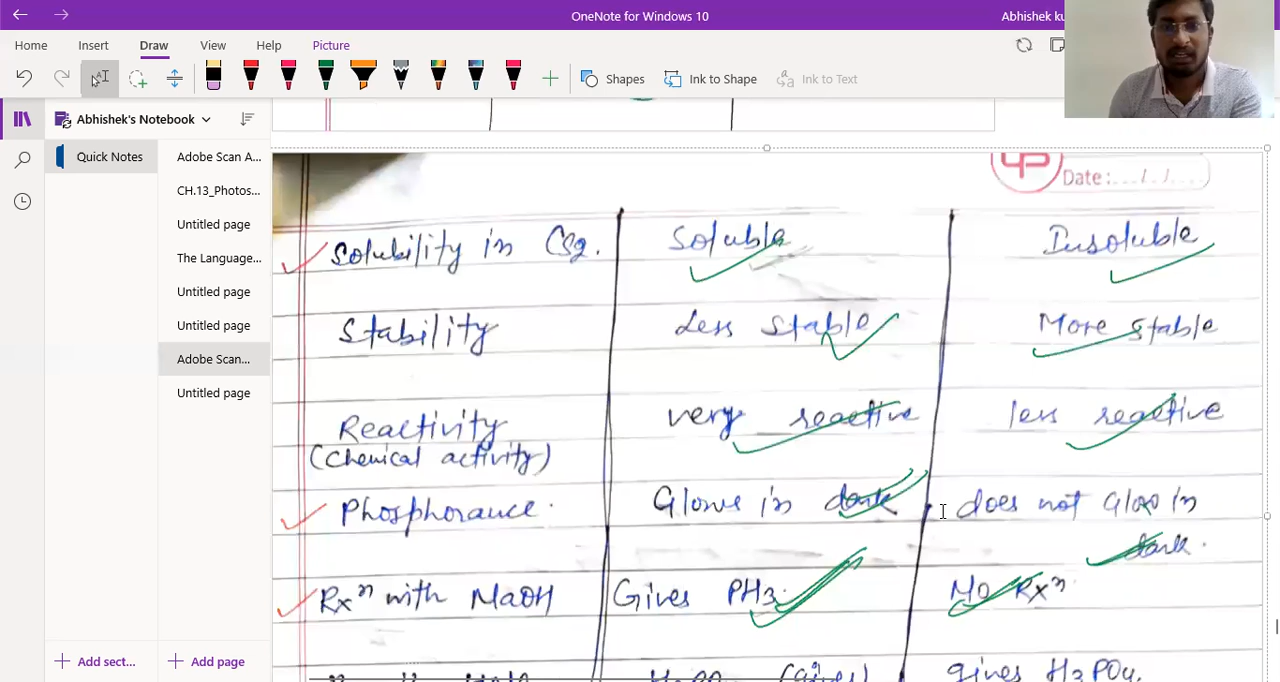 OneNote for Windows 10
Abhishek ku
Home Insert Draw View Help Picture
Shapes Ink to Shape Ink to Text
Abhishek's Notebook
Quick Notes
Adobe Scan A...
CH.13_Photos...
Untitled page
The Language...
Untitled page
Untitled page
Adobe Scan...
Untitled page
Add sect...
Add page
Date :.../.../...
Solubility in CS2. Soluble Insoluble
Stability Less stable More stable
Reactivity very reactive less reactive
(Chemical activity)
Phosphorance. Glows in dark does not Glow in
dark.
Rxn with NaOH Gives PH3. No Rxn
(gives) gives H3PO4.